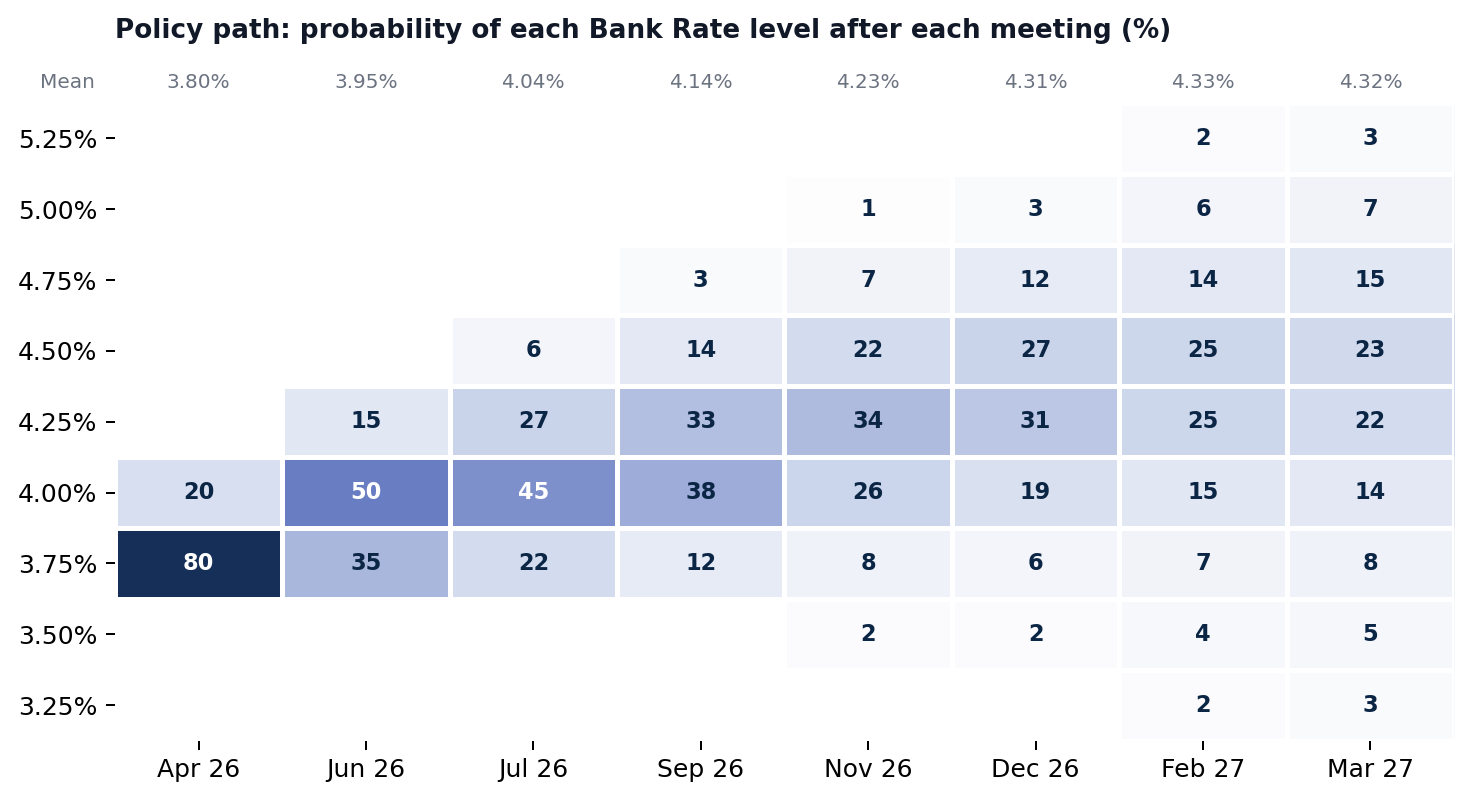 Policy path: probability of each Bank Rate level after each meeting (%)
Mean 3.80% 3.95% 4.04% 4.14% 4.23% 4.31% 4.33% 4.32%
5.25% 2 3
5.00% 1 3 6 7
4.75% 3 7 12 14 15
4.50% 6 14 22 27 25 23
4.25% 15 27 33 34 31 25 22
4.00% 20 50 45 38 26 19 15 14
3.75% 80 35 22 12 8 6 7 8
3.50% 2 2 4 5
3.25% 2 3
Apr 26 Jun 26 Jul 26 Sep 26 Nov 26 Dec 26 Feb 27 Mar 27